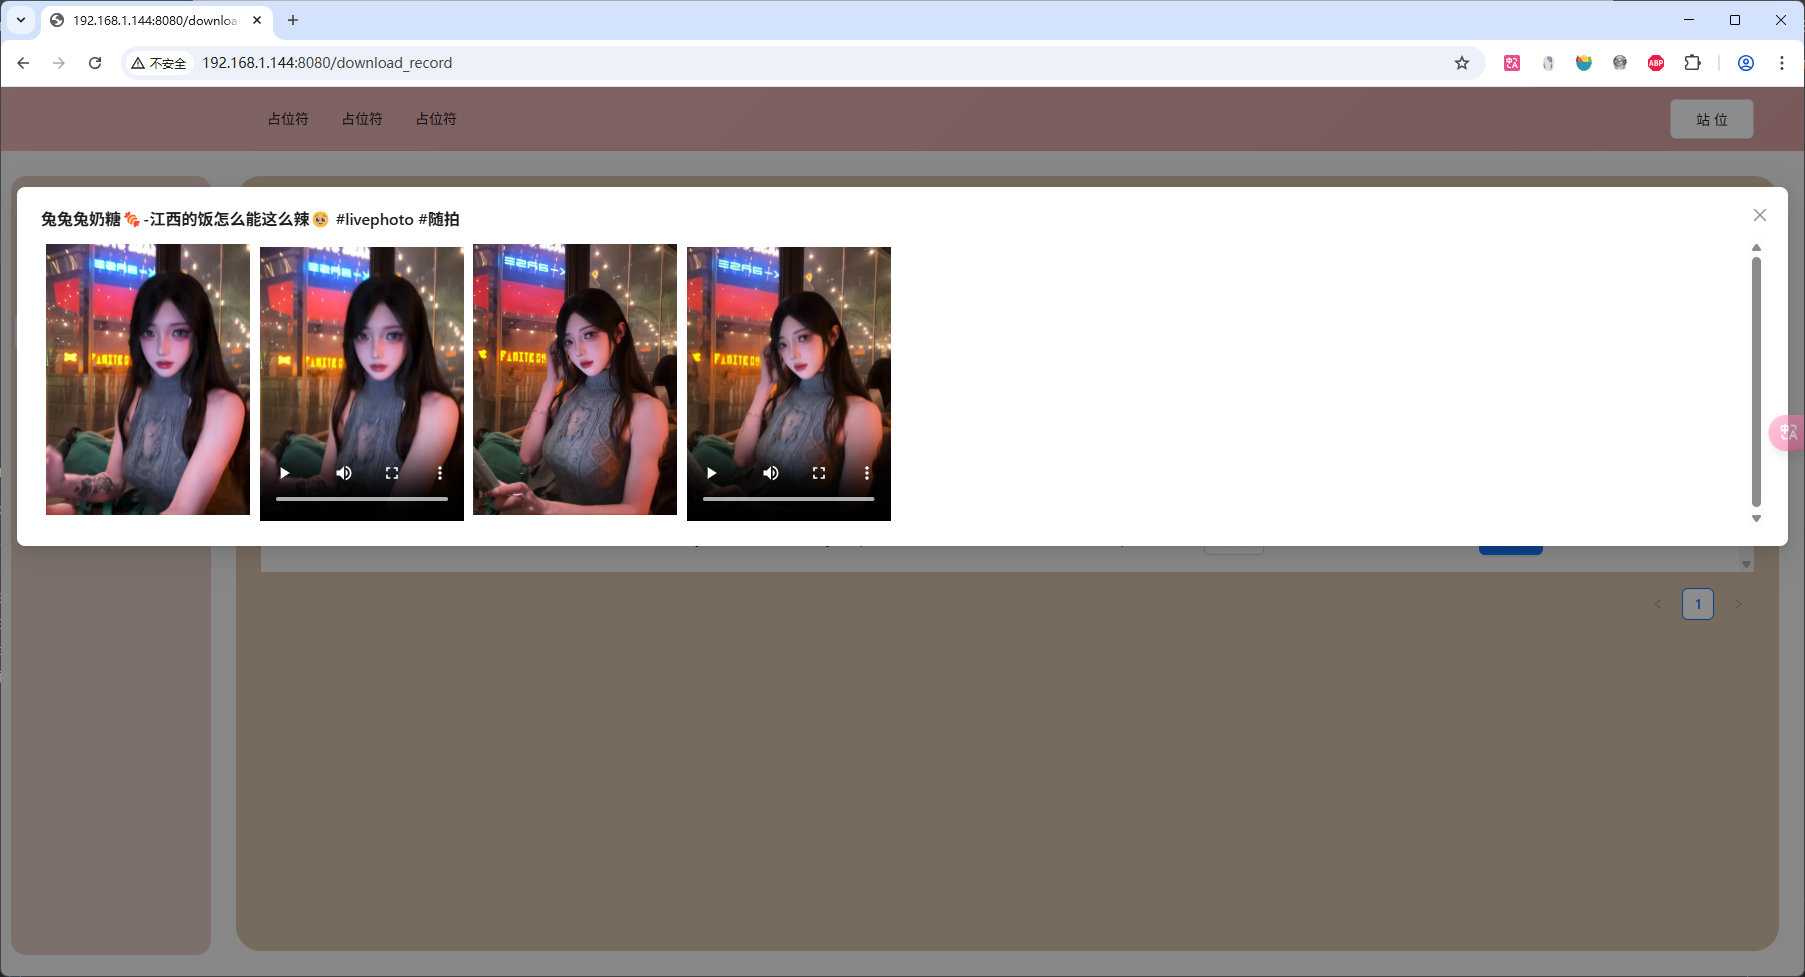 192.168.1.144:8080/downloa
不安全
192.168.1.144:8080/download_record
ABP
占位符 占位符 占位符
站 位
兔兔兔奶糖🍬-江西的饭怎么能这么辣🥺 #livephoto #随拍
1